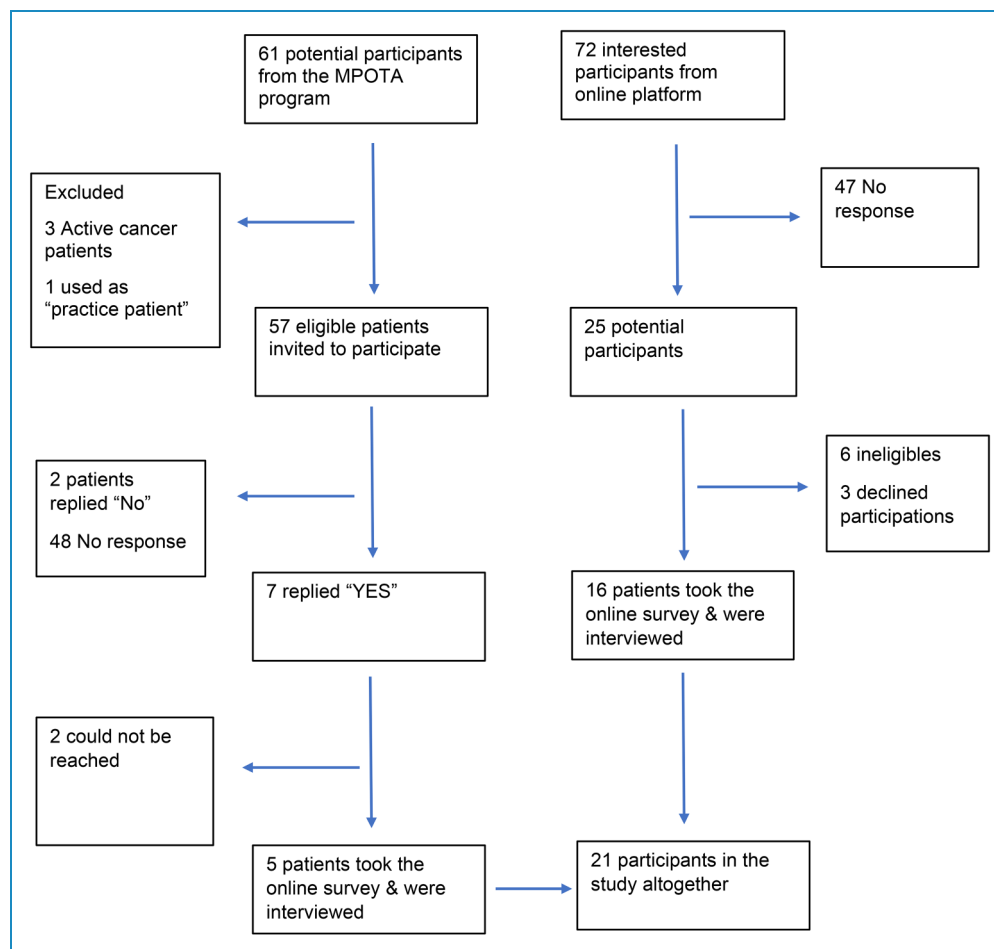 61 potential participants
from the MPOTA
program
72 interested
participants from
online platform
Excluded
3 Active cancer
patients
1 used as
“practice patient”
47 No
response
57 eligible patients
invited to participate
25 potential
participants
2 patients
replied “No”
48 No response
6 ineligibles
3 declined
participations
7 replied “YES”
16 patients took the
online survey & were
interviewed
2 could not be
reached
5 patients took the
online survey & were
interviewed
21 participants in the
study altogether